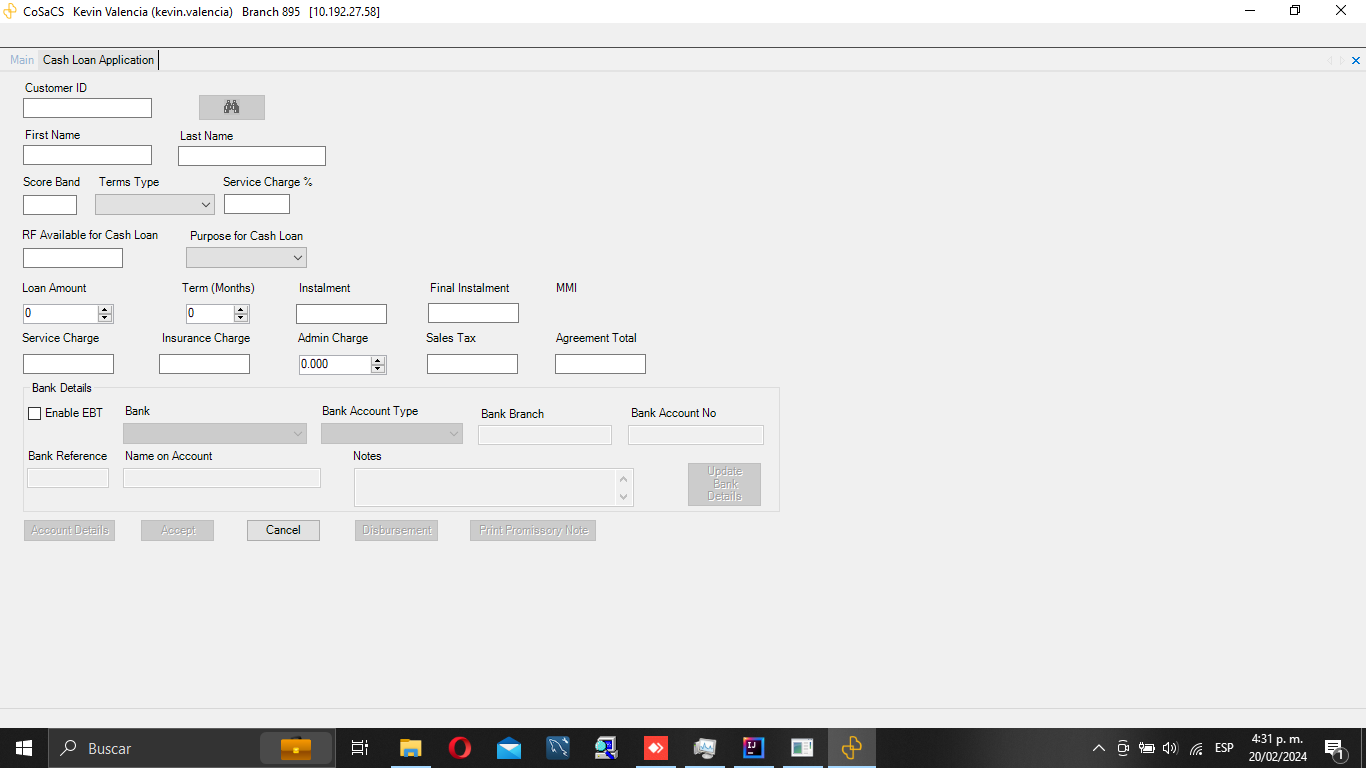 CoSaCS Kevin Valencia (kevin.valencia) Branch 895 [10.192.27.58]
Main Cash Loan Application
Customer ID
First Name Last Name
Score Band Terms Type Service Charge %
RF Available for Cash Loan Purpose for Cash Loan
Loan Amount Term (Months) Instalment Final Instalment MMI
0 0
Service Charge Insurance Charge Admin Charge Sales Tax Agreement Total
0.000
Bank Details
Enable EBT Bank Bank Account Type Bank Branch Bank Account No
Bank Reference Name on Account Notes
Update
Bank
Details
Account Details Accept Cancel Disbursement Print Promissory Note
Buscar
IJ
ESP
4:31 p. m.
20/02/2024
1